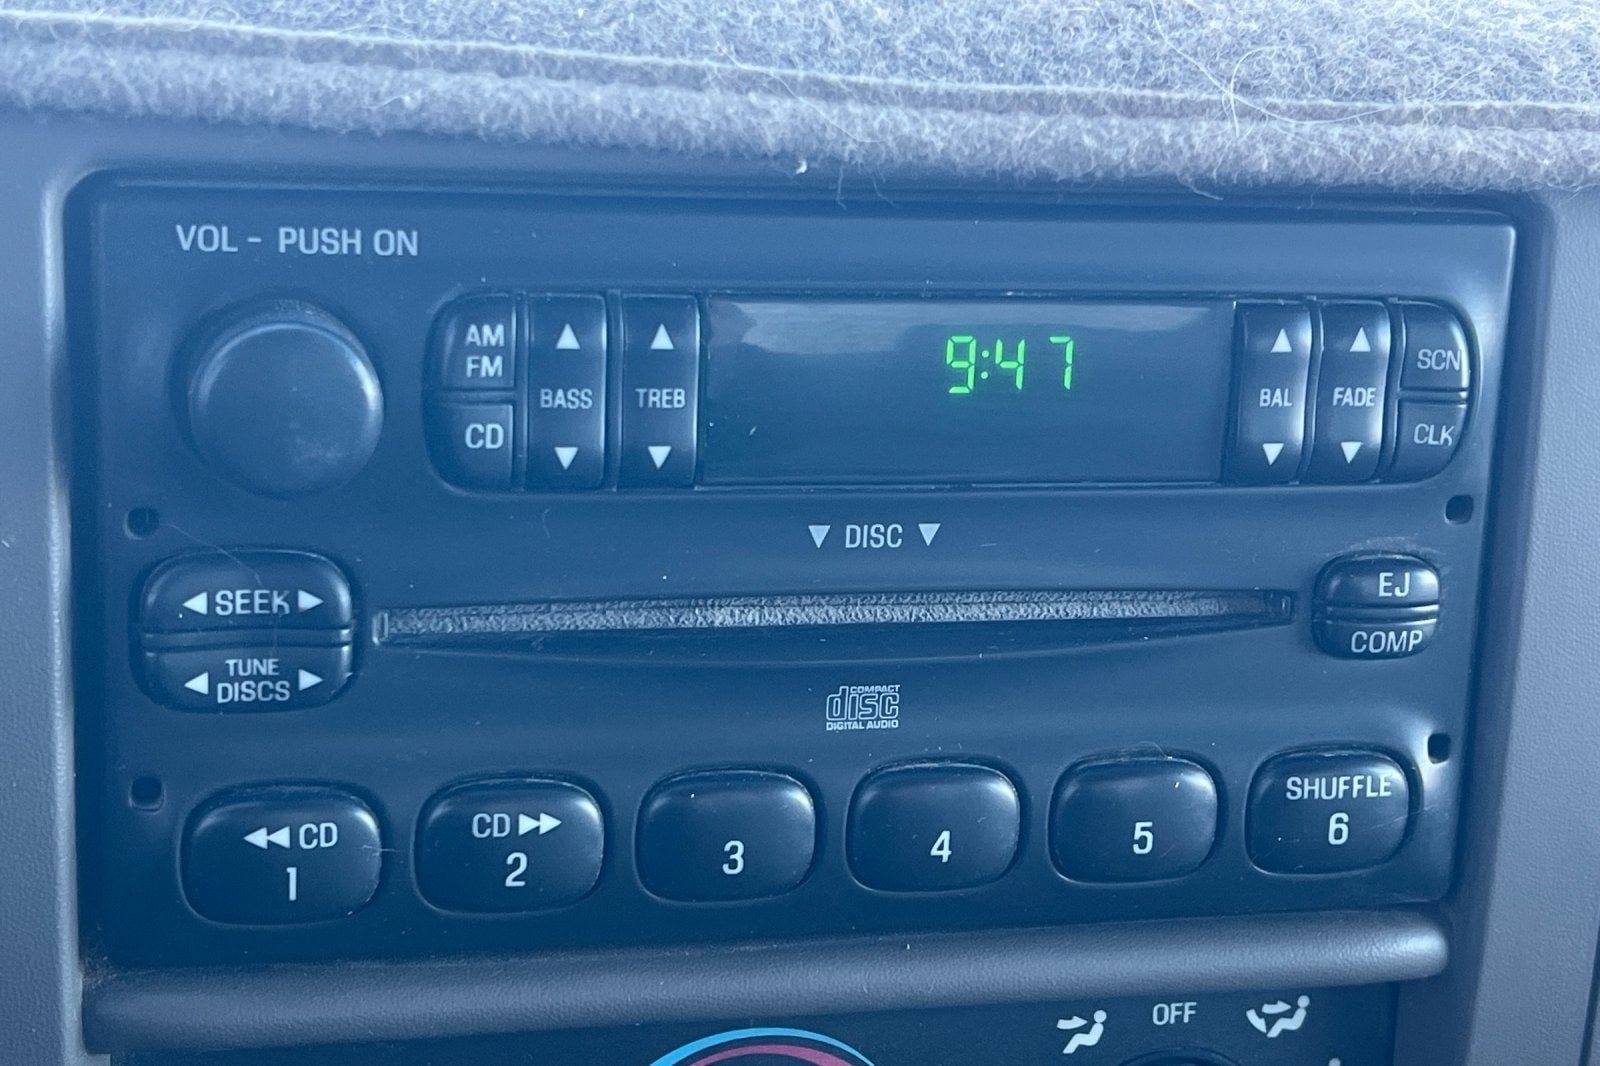 VOL - PUSH ON
AM
FM
CD
BASS
TREB
9:47
BAL
FADE
SCN
CLK
DISC
SEEK
TUNE
DISCS
EJ
COMP
COMPACT
disc
DIGITAL AUDIO
CD
1
CD
2
3
4
5
SHUFFLE
6
OFF